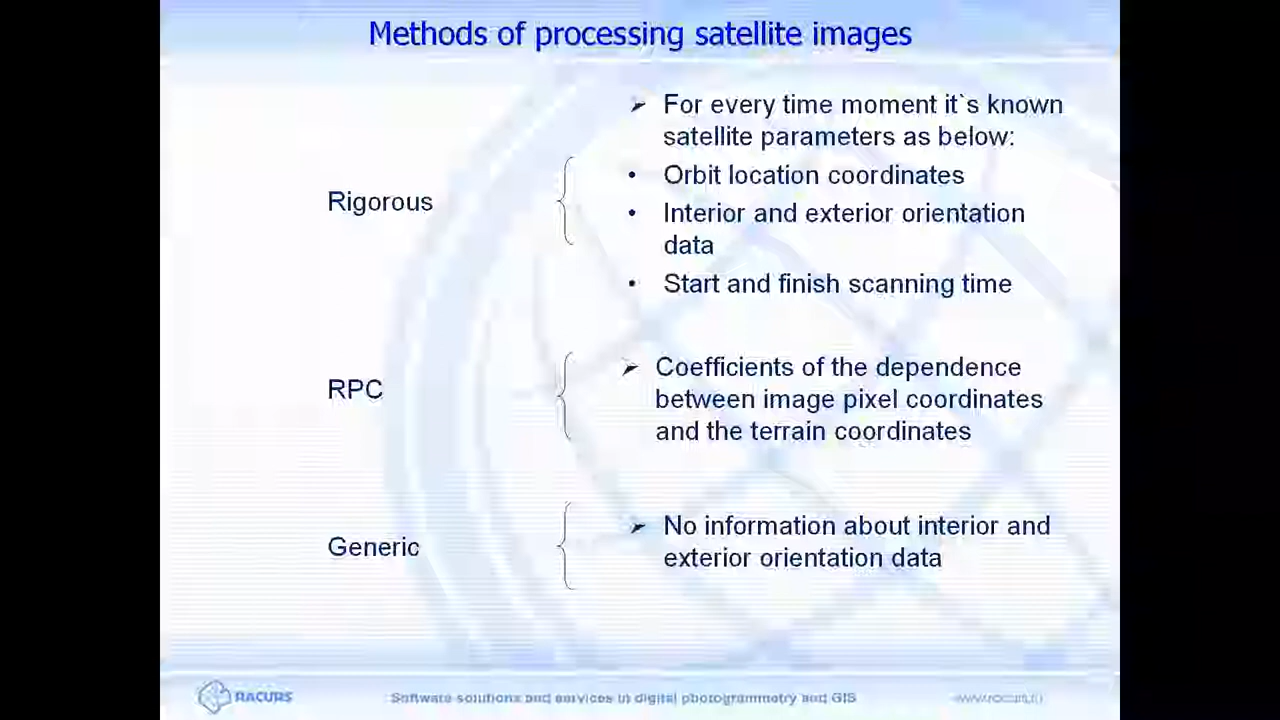 Methods of processing satellite images
Rigorous
➢ For every time moment it`s known
satellite parameters as below:
• Orbit location coordinates
• Interior and exterior orientation
data
• Start and finish scanning time
RPC
➢ Coefficients of the dependence
between image pixel coordinates
and the terrain coordinates
Generic
➢ No information about interior and
exterior orientation data
RACURS
Software solutions and services in digital photogrammetry and GIS
www.racurs.ru